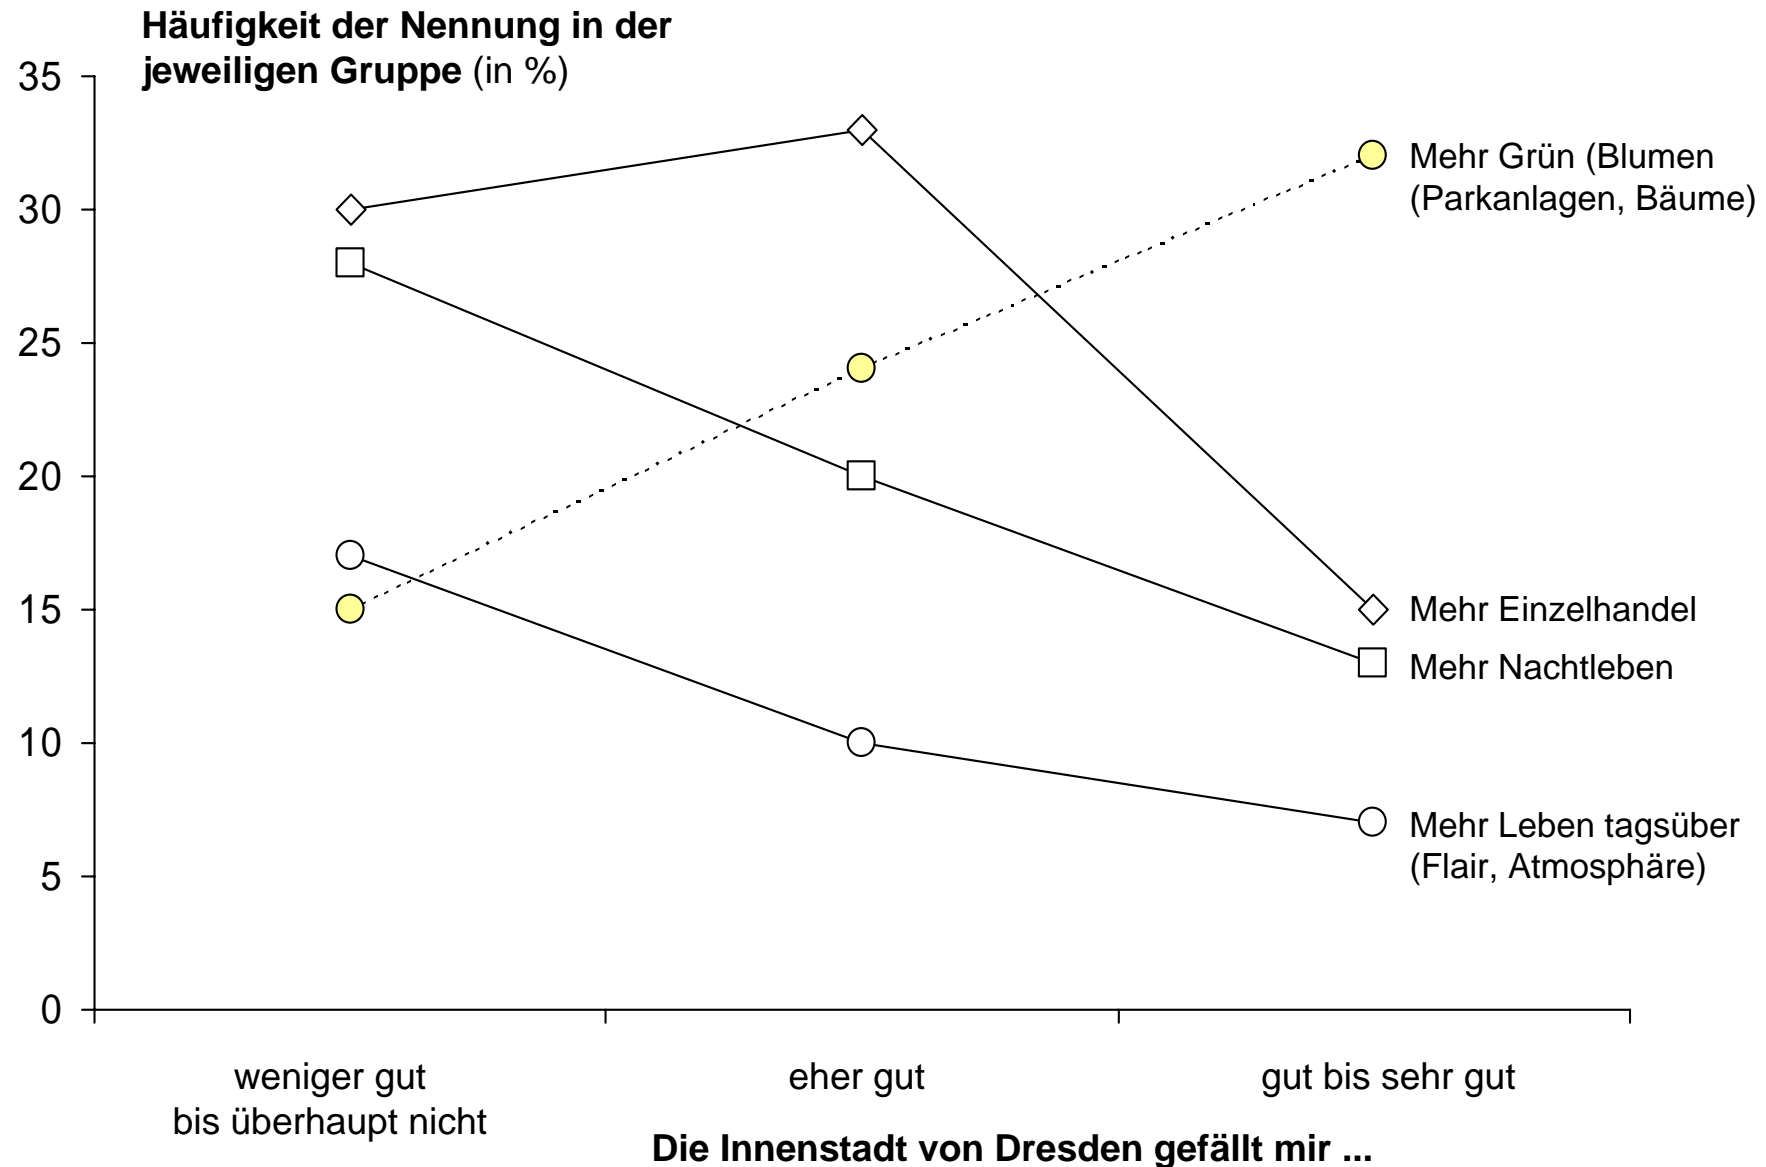 Häufigkeit der Nennung in der
jeweiligen Gruppe (in %)
35
30
25
20
15
10
5
0
Mehr Grün (Blumen
(Parkanlagen, Bäume)
Mehr Einzelhandel
Mehr Nachtleben
Mehr Leben tagsüber
(Flair, Atmosphäre)
weniger gut
bis überhaupt nicht
eher gut
gut bis sehr gut
Die Innenstadt von Dresden gefällt mir ...